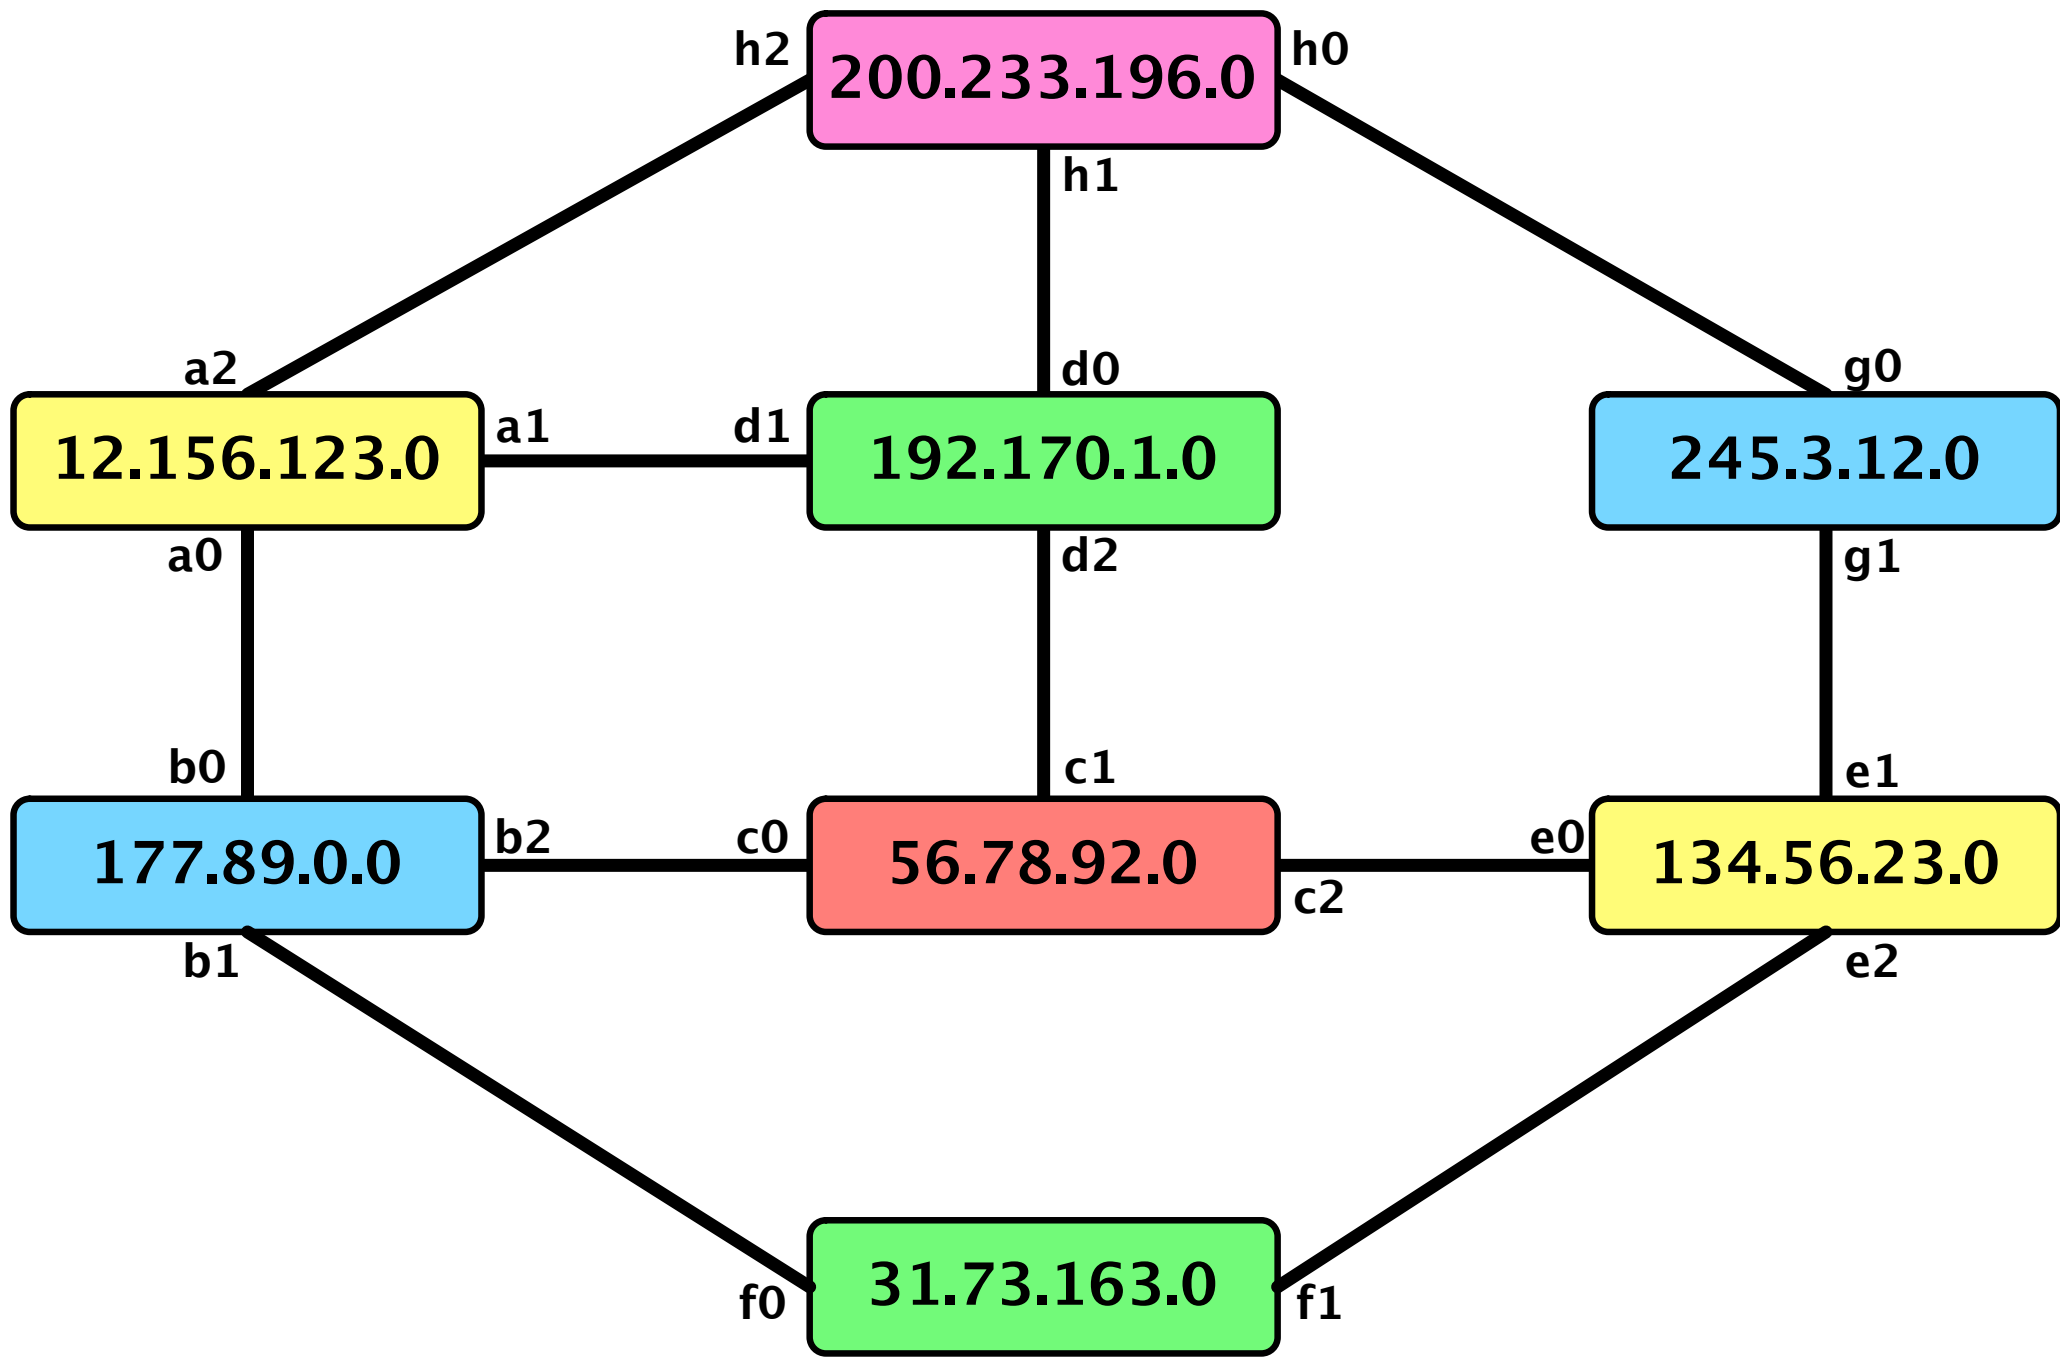 h2
200.233.196.0
h0
h1
a2
d0
g0
12.156.123.0
a1
d1
192.170.1.0
245.3.12.0
a0
d2
g1
b0
c1
e1
177.89.0.0
b2
c0
56.78.92.0
c2
e0
134.56.23.0
b1
e2
f0
31.73.163.0
f1